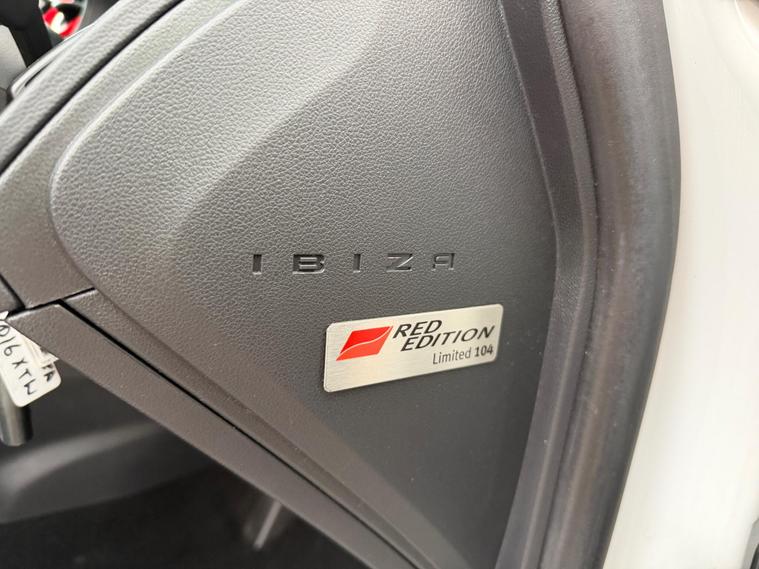 IBIZA
RED
EDITION
Limited 104